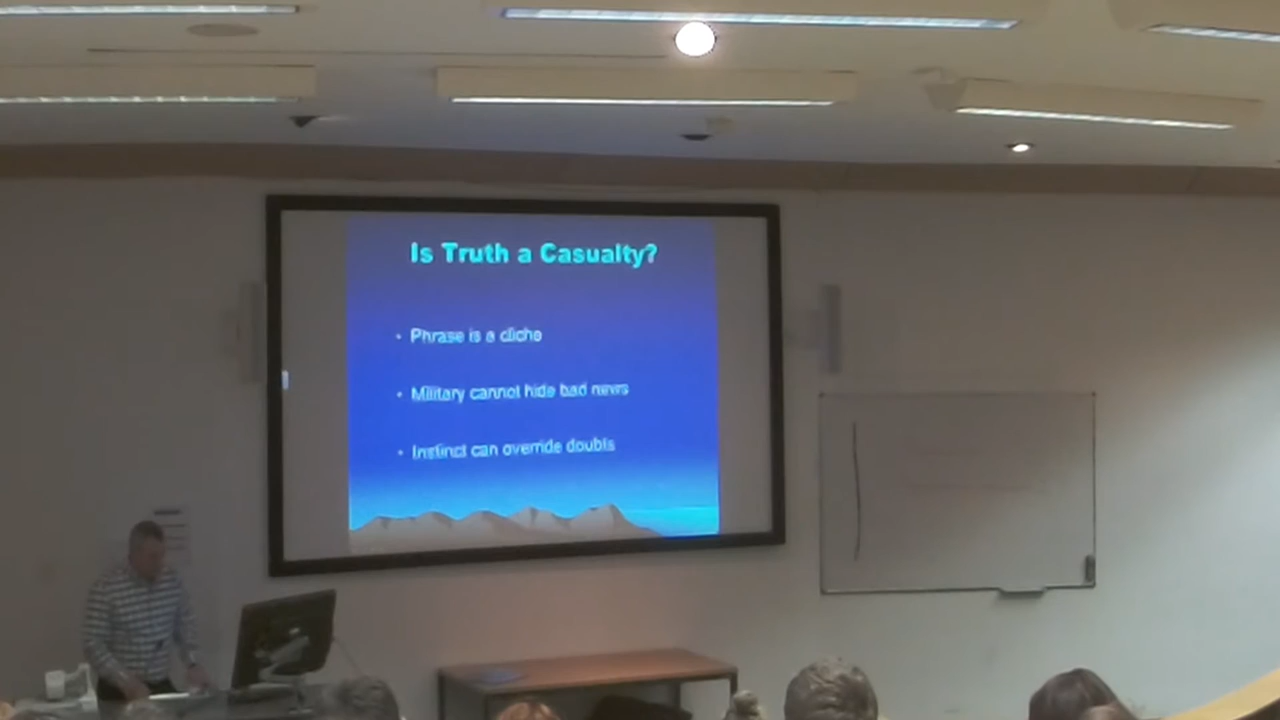 Is Truth a Casualty?
• Phrase is a cliche
• Military cannot hide bad news
• Instinct can override doubts